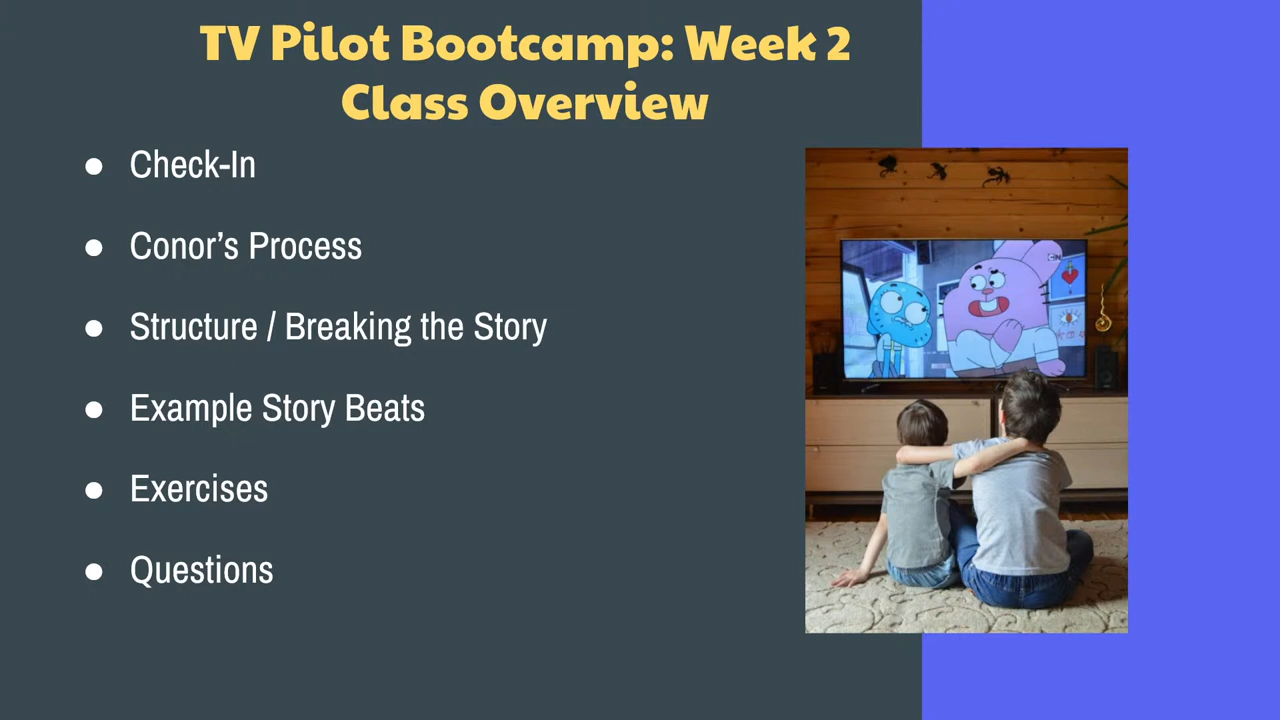 TV Pilot Bootcamp: Week 2
Class Overview
● Check-In
● Conor’s Process
● Structure / Breaking the Story
● Example Story Beats
● Exercises
● Questions
CN